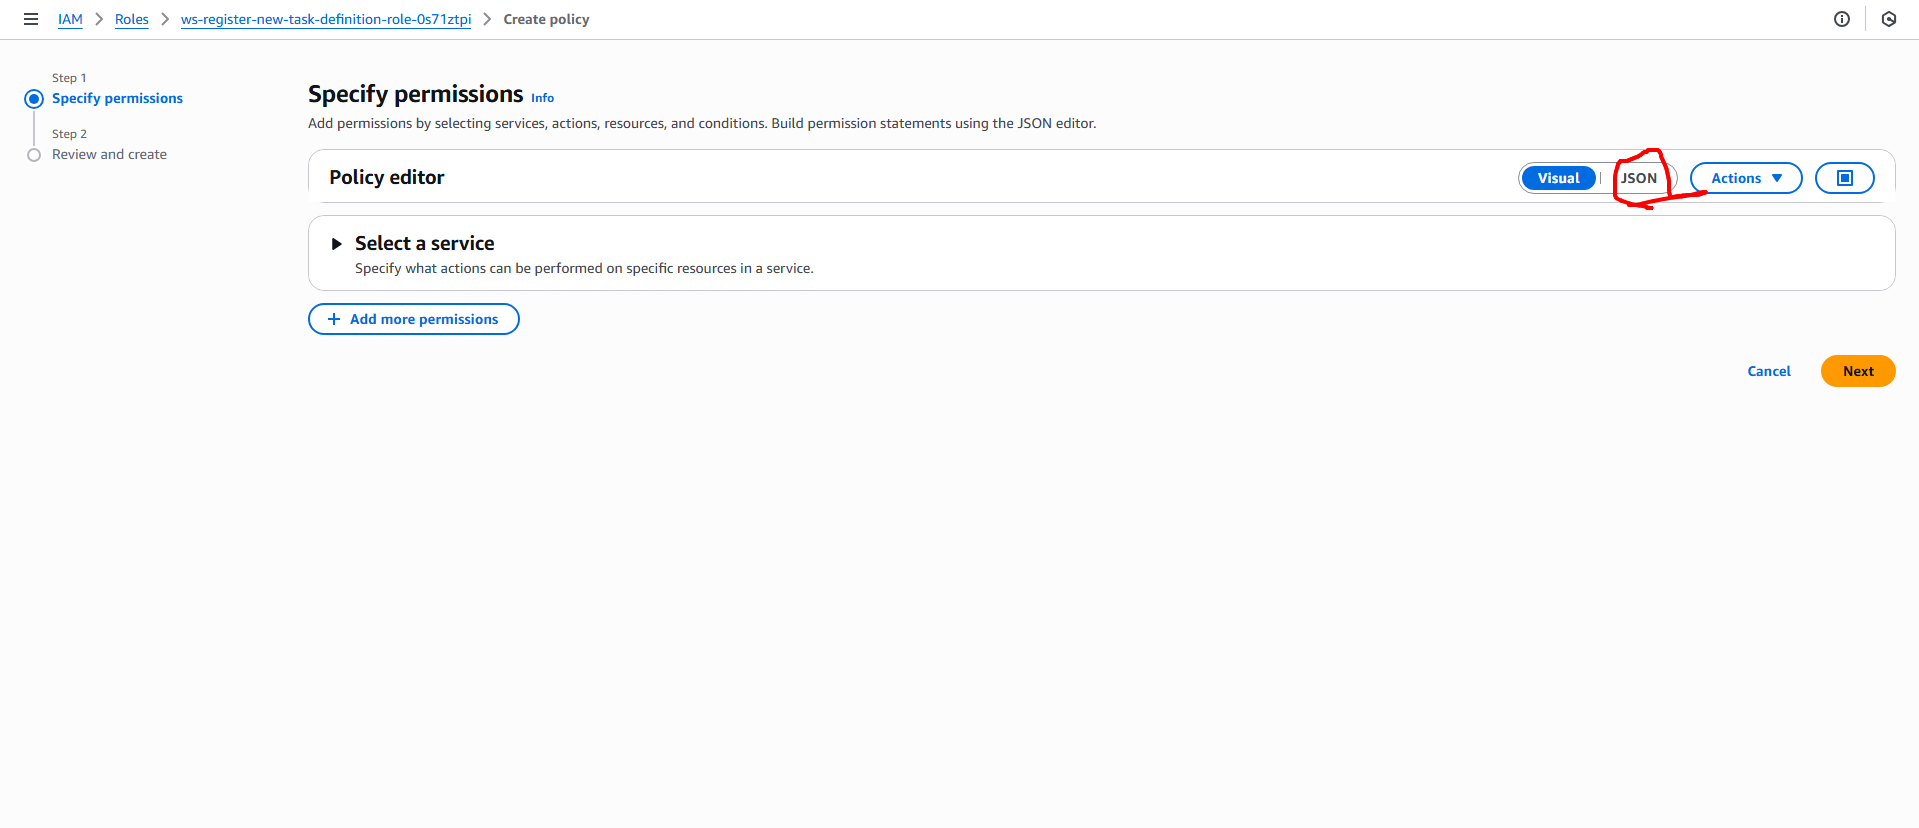 IAM > Roles > ws-register-new-task-definition-role-0s71ztpi > Create policy
Step 1
Specify permissions
Step 2
Review and create
Specify permissions Info
Add permissions by selecting services, actions, resources, and conditions. Build permission statements using the JSON editor.
Policy editor
Visual | JSON
Actions
Select a service
Specify what actions can be performed on specific resources in a service.
+ Add more permissions
Cancel
Next